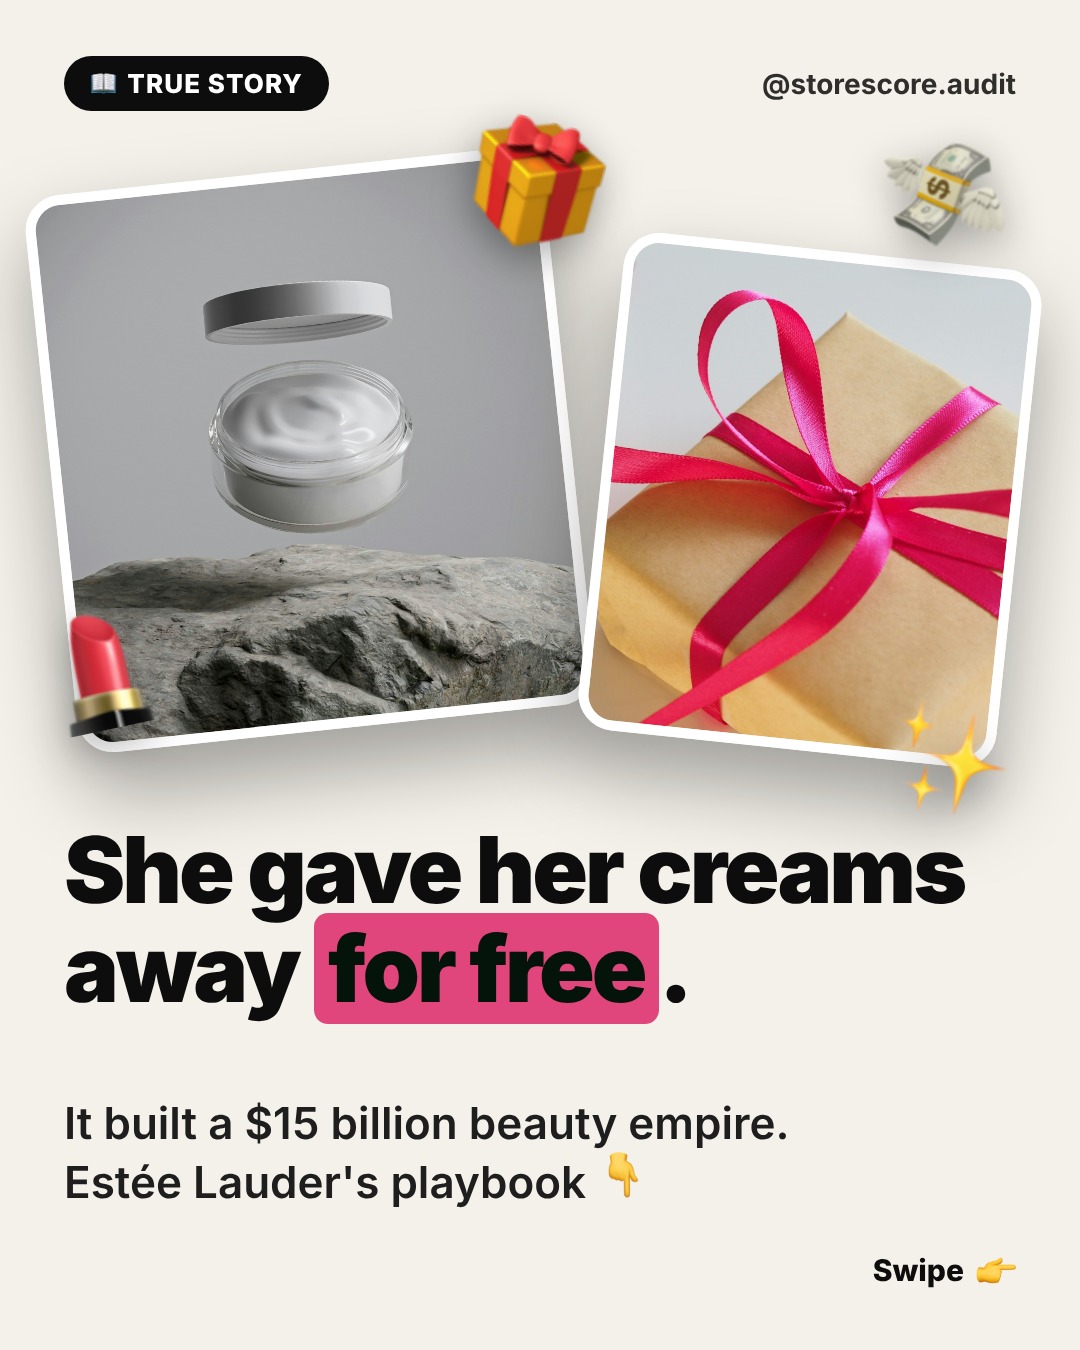 📖 TRUE STORY
@storescore.audit
She gave her creams
away for free.
It built a $15 billion beauty empire.
Estée Lauder's playbook 👇
Swipe 👉